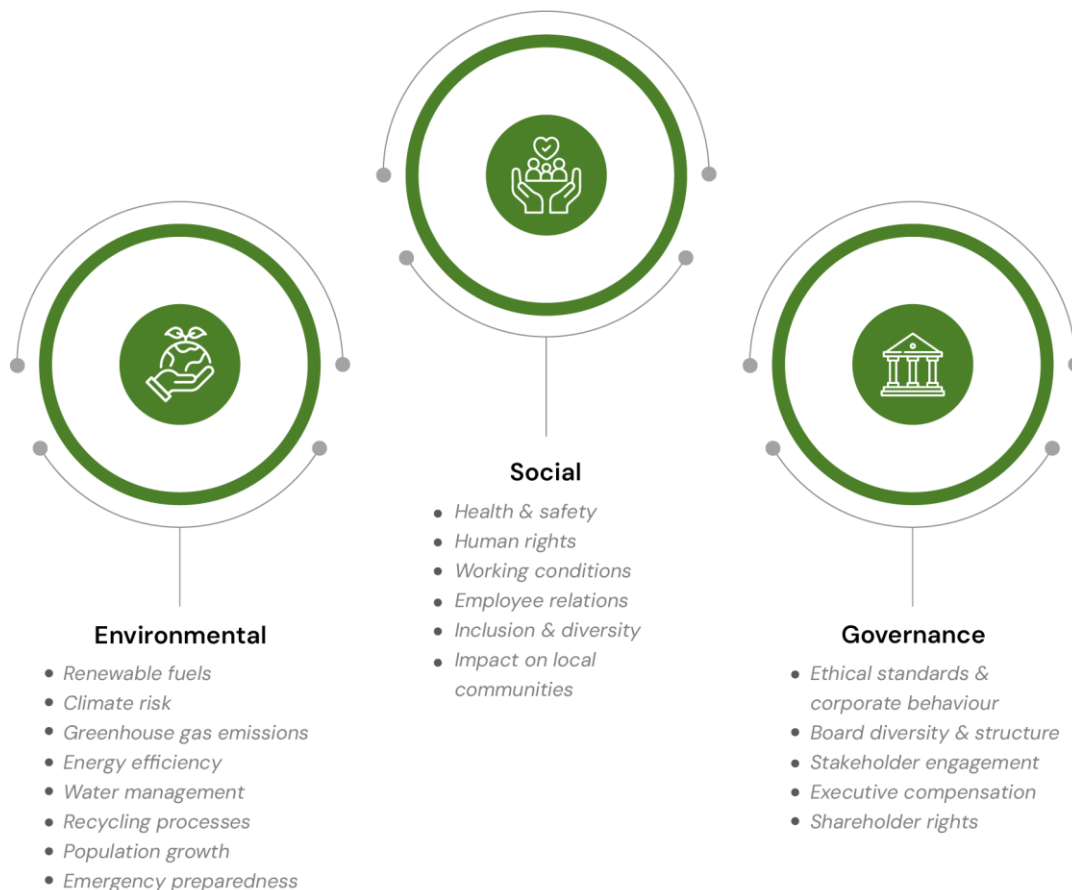 Social
Health & safety
Human rights
Working conditions
Employee relations
Inclusion & diversity
Impact on local
communities
Environmental
Renewable fuels
Climate risk
Greenhouse gas emissions
Energy efficiency
Water management
Recycling processes
Population growth
Emergency preparedness
Governance
Ethical standards &
corporate behaviour
Board diversity & structure
Stakeholder engagement
Executive compensation
Shareholder rights